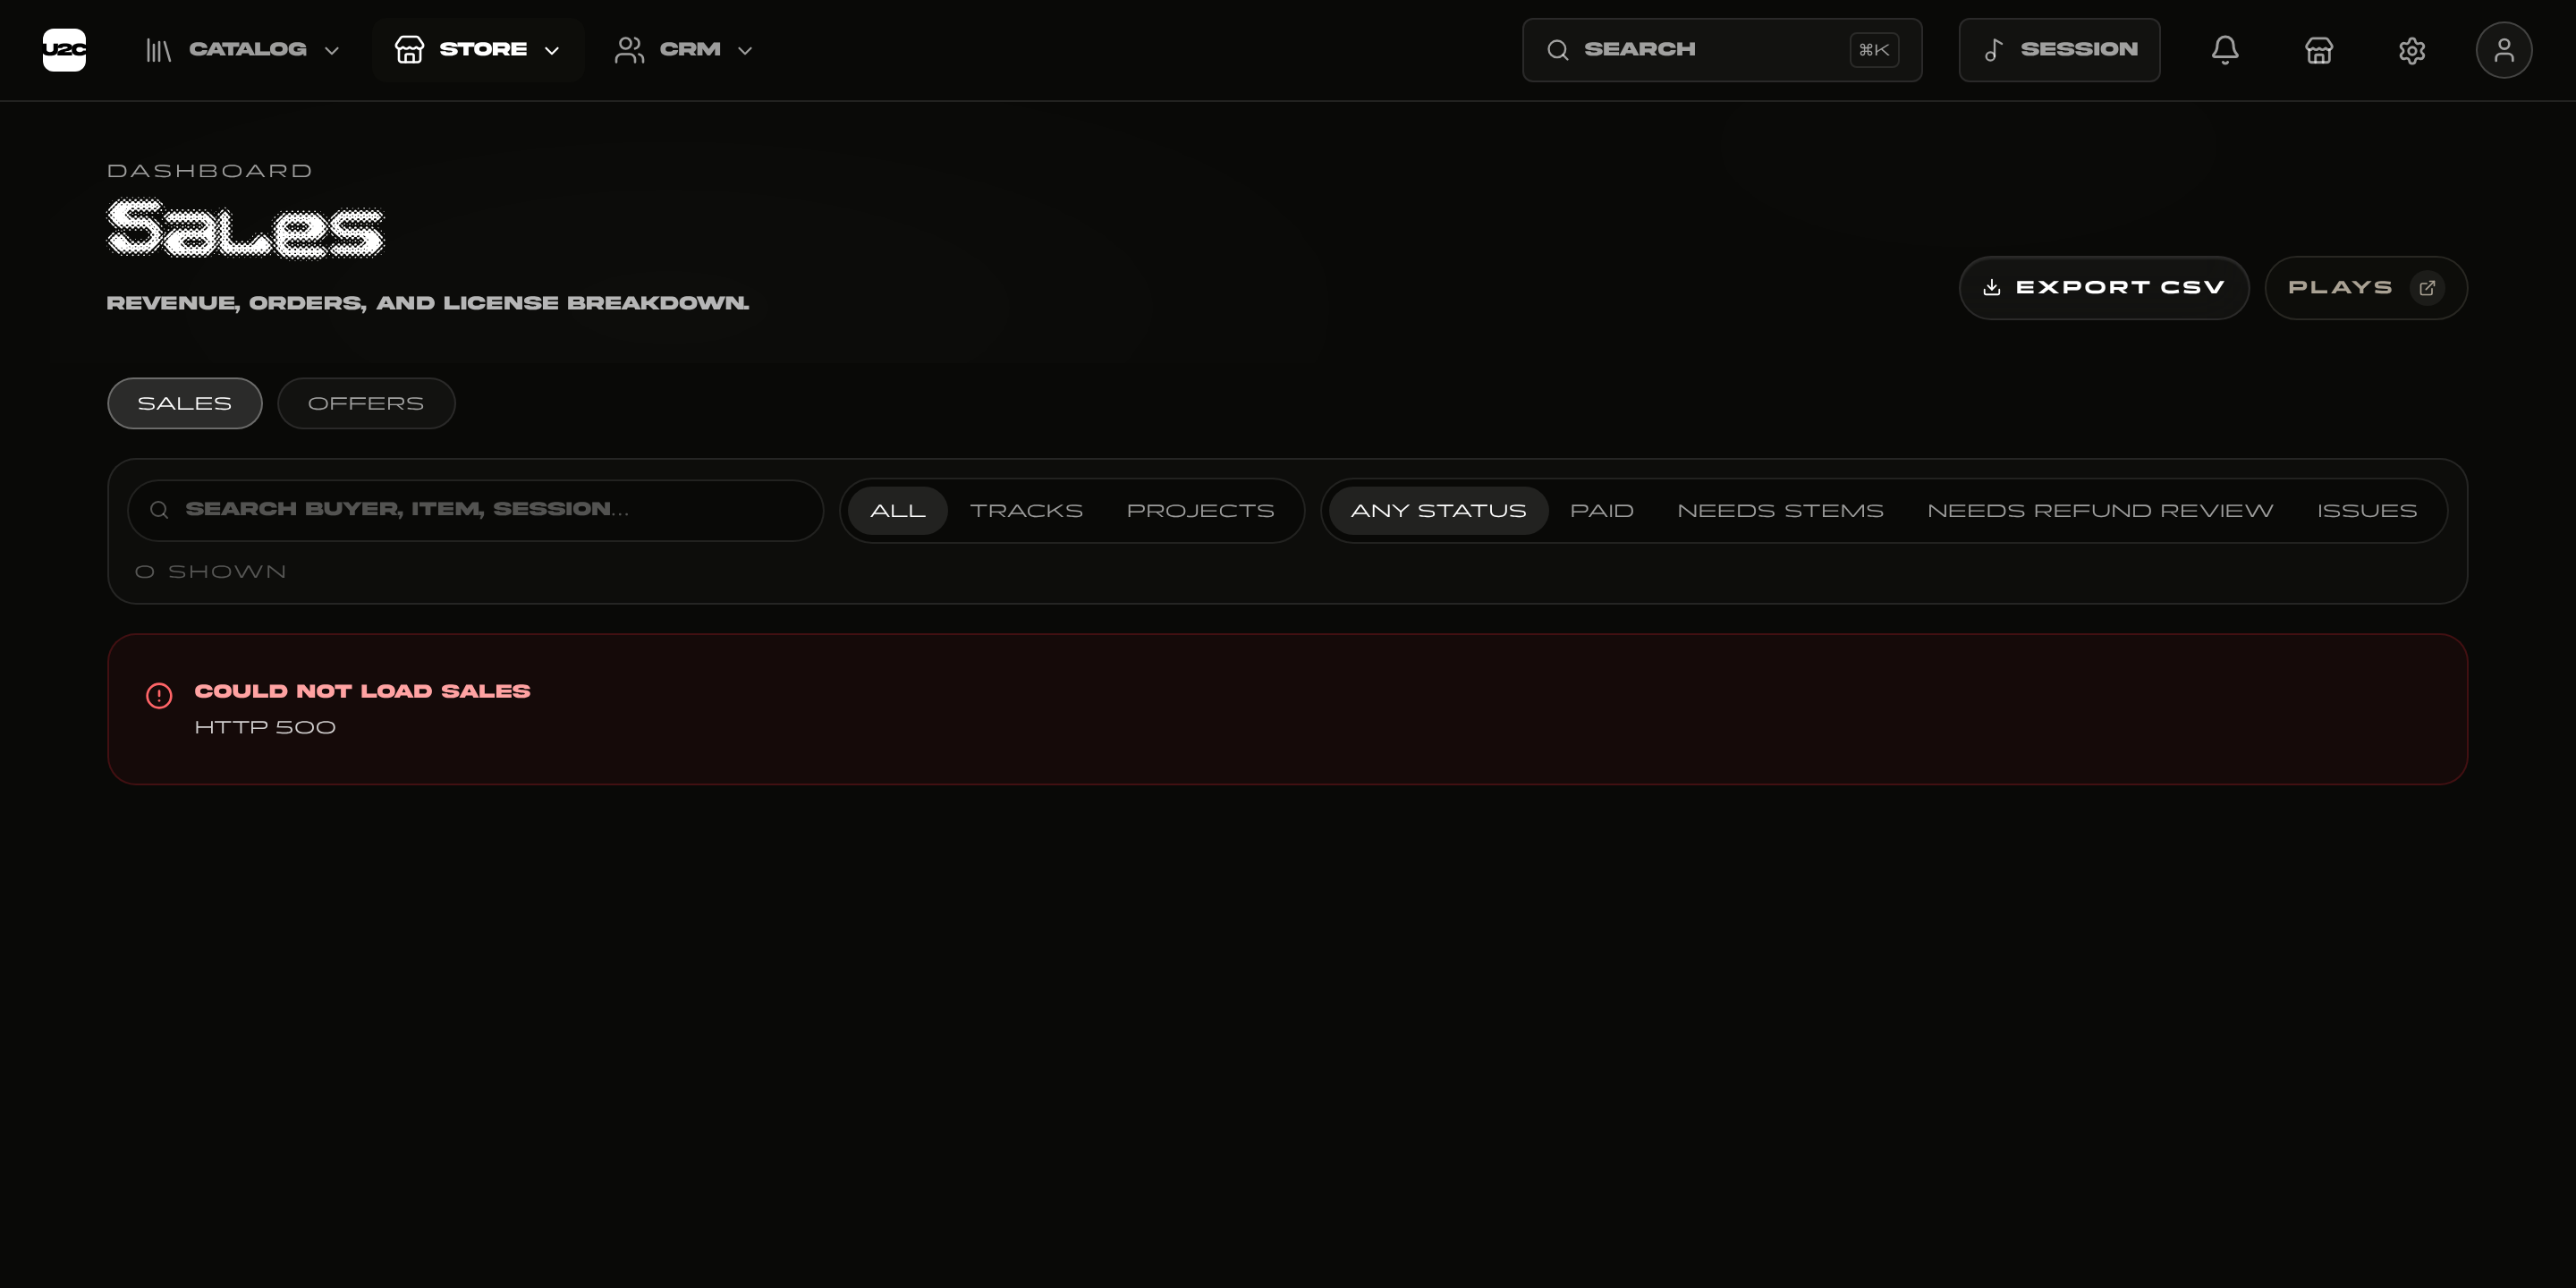 U2C
CATALOG
STORE
CRM
SEARCH
⌘K
SESSION
DASHBOARD
Sales
REVENUE, ORDERS, AND LICENSE BREAKDOWN.
EXPORT CSV
PLAYS
SALES
OFFERS
SEARCH BUYER, ITEM, SESSION...
ALL
TRACKS
PROJECTS
ANY STATUS
PAID
NEEDS STEMS
NEEDS REFUND REVIEW
ISSUES
0 SHOWN
COULD NOT LOAD SALES
HTTP 500